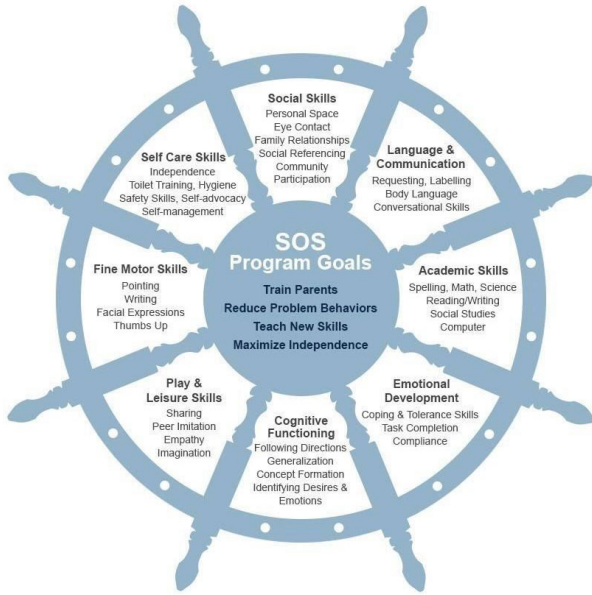 Social Skills
Personal Space
Eye Contact
Family Relationships
Social Referencing
Community
Participation
Language &
Communication
Requesting, Labelling
Body Language
Conversational Skills
Academic Skills
Spelling, Math, Science
Reading/Writing
Social Studies
Computer
Emotional
Development
Coping & Tolerance Skills
Task Completion
Compliance
Cognitive
Functioning
Following Directions
Generalization
Concept Formation
Identifying Desires &
Emotions
Play &
Leisure Skills
Sharing
Peer Imitation
Empathy
Imagination
Fine Motor Skills
Pointing
Writing
Facial Expressions
Thumbs Up
Self Care Skills
Independence
Toilet Training, Hygiene
Safety Skills, Self-advocacy
Self-management
SOS
Program Goals
Train Parents
Reduce Problem Behaviors
Teach New Skills
Maximize Independence